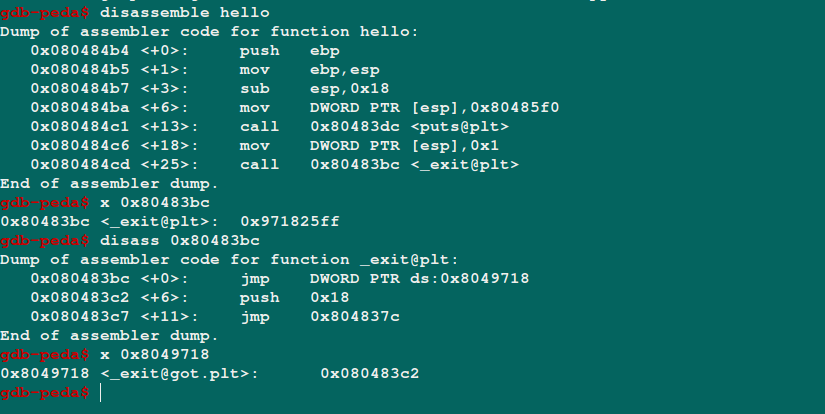 gdb-peda$ disassemble hello
Dump of assembler code for function hello:
   0x080484b4 <+0>:     push   ebp
   0x080484b5 <+1>:     mov    ebp,esp
   0x080484b7 <+3>:     sub    esp,0x18
   0x080484ba <+6>:     mov    DWORD PTR [esp],0x80485f0
   0x080484c1 <+13>:    call   0x80483dc <puts@plt>
   0x080484c6 <+18>:    mov    DWORD PTR [esp],0x1
   0x080484cd <+25>:    call   0x80483bc <_exit@plt>
End of assembler dump.
gdb-peda$ x 0x80483bc
0x80483bc <_exit@plt>:  0x971825ff
gdb-peda$ disass 0x80483bc
Dump of assembler code for function _exit@plt:
   0x080483bc <+0>:     jmp    DWORD PTR ds:0x8049718
   0x080483c2 <+6>:     push   0x18
   0x080483c7 <+11>:    jmp    0x804837c
End of assembler dump.
gdb-peda$ x 0x8049718
0x8049718 <_exit@got.plt>:      0x080483c2
gdb-peda$